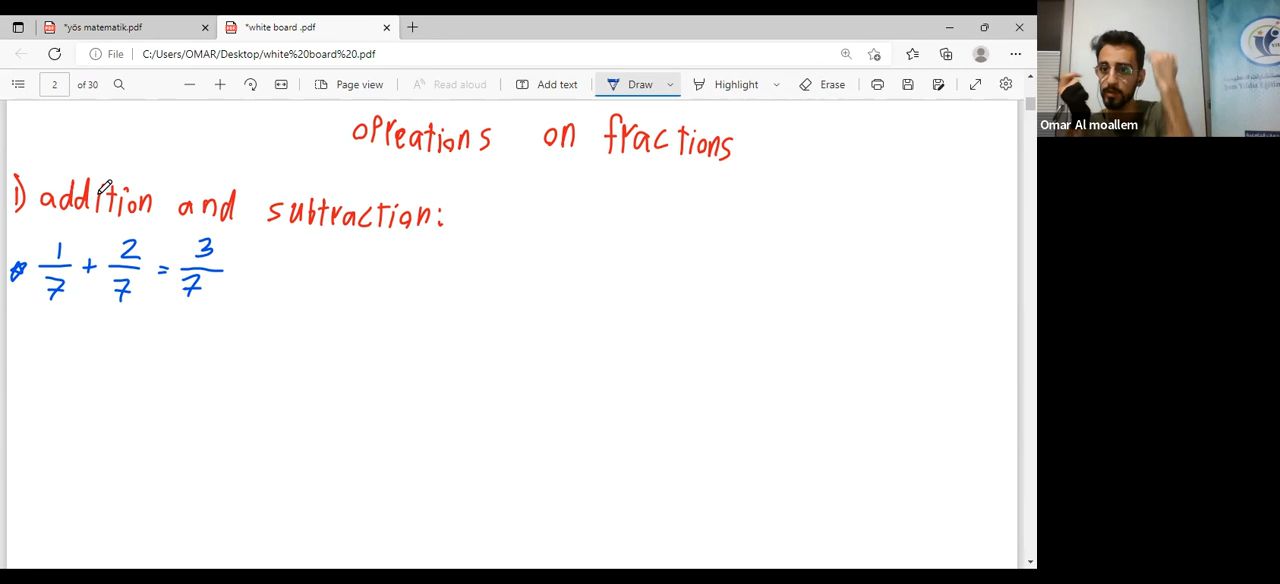 *yös matematik.pdf
*white board .pdf
File C:/Users/OMAR/Desktop/white%20board%20.pdf
2 of 30 Page view Read aloud Add text Draw Highlight Erase
Omar Al moallem
opreations on fractions
1) addition and subtraction:
* 1/7 + 2/7 = 3/7